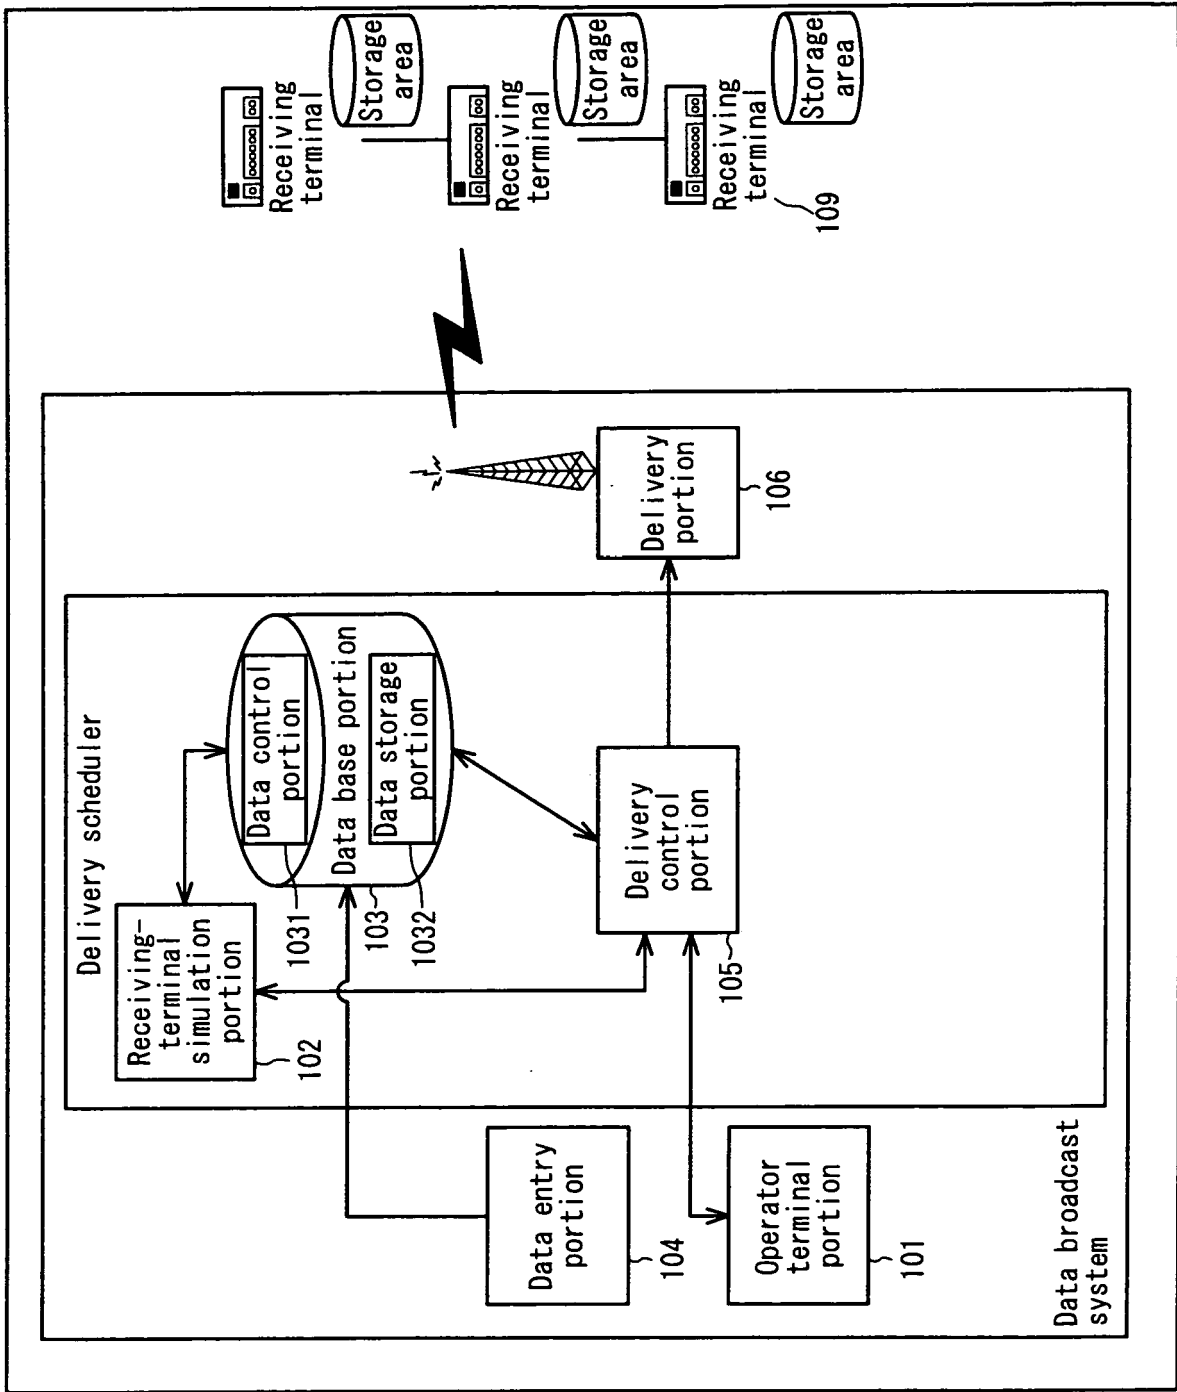 Delivery scheduler
Receiving-
terminal
simulation
portion
102
Data control
portion
1031
Data base portion
103
Data storage
portion
1032
Data entry
portion
104
Delivery
control
portion
105
Operator
terminal
portion
101
Delivery
portion
106
Data broadcast
system
Receiving
terminal
Storage
area
Receiving
terminal
Storage
area
Receiving
terminal
109
Storage
area